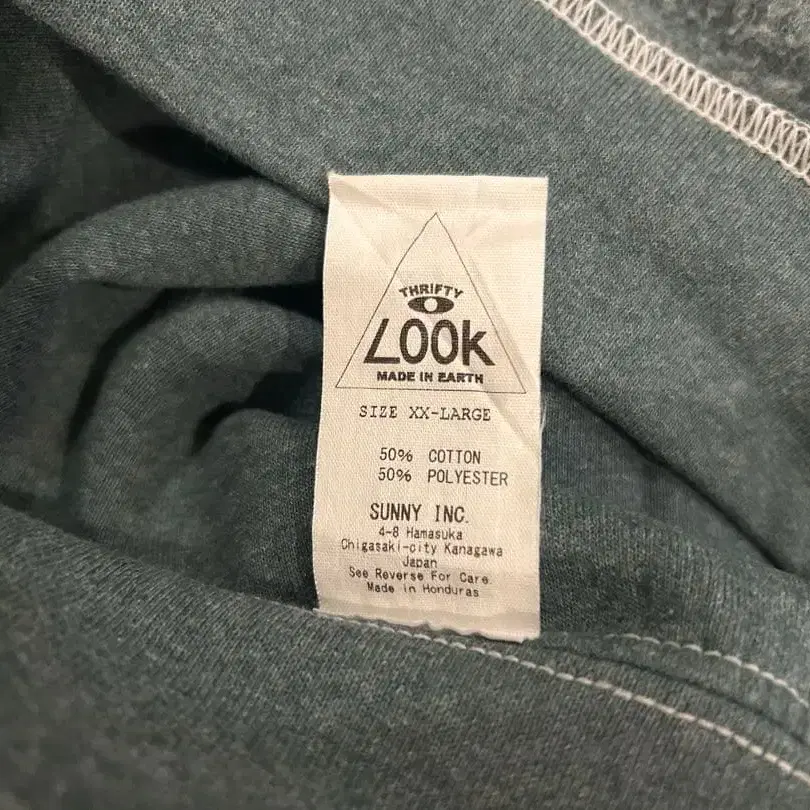 THRIFTY
LOOK
MADE IN EARTH
SIZE XX-LARGE
50% COTTON
50% POLYESTER
SUNNY INC.
4-8 Hamasuka
Chigasaki-city Kanagawa
Japan
See Reverse For Care.
Made in Honduras